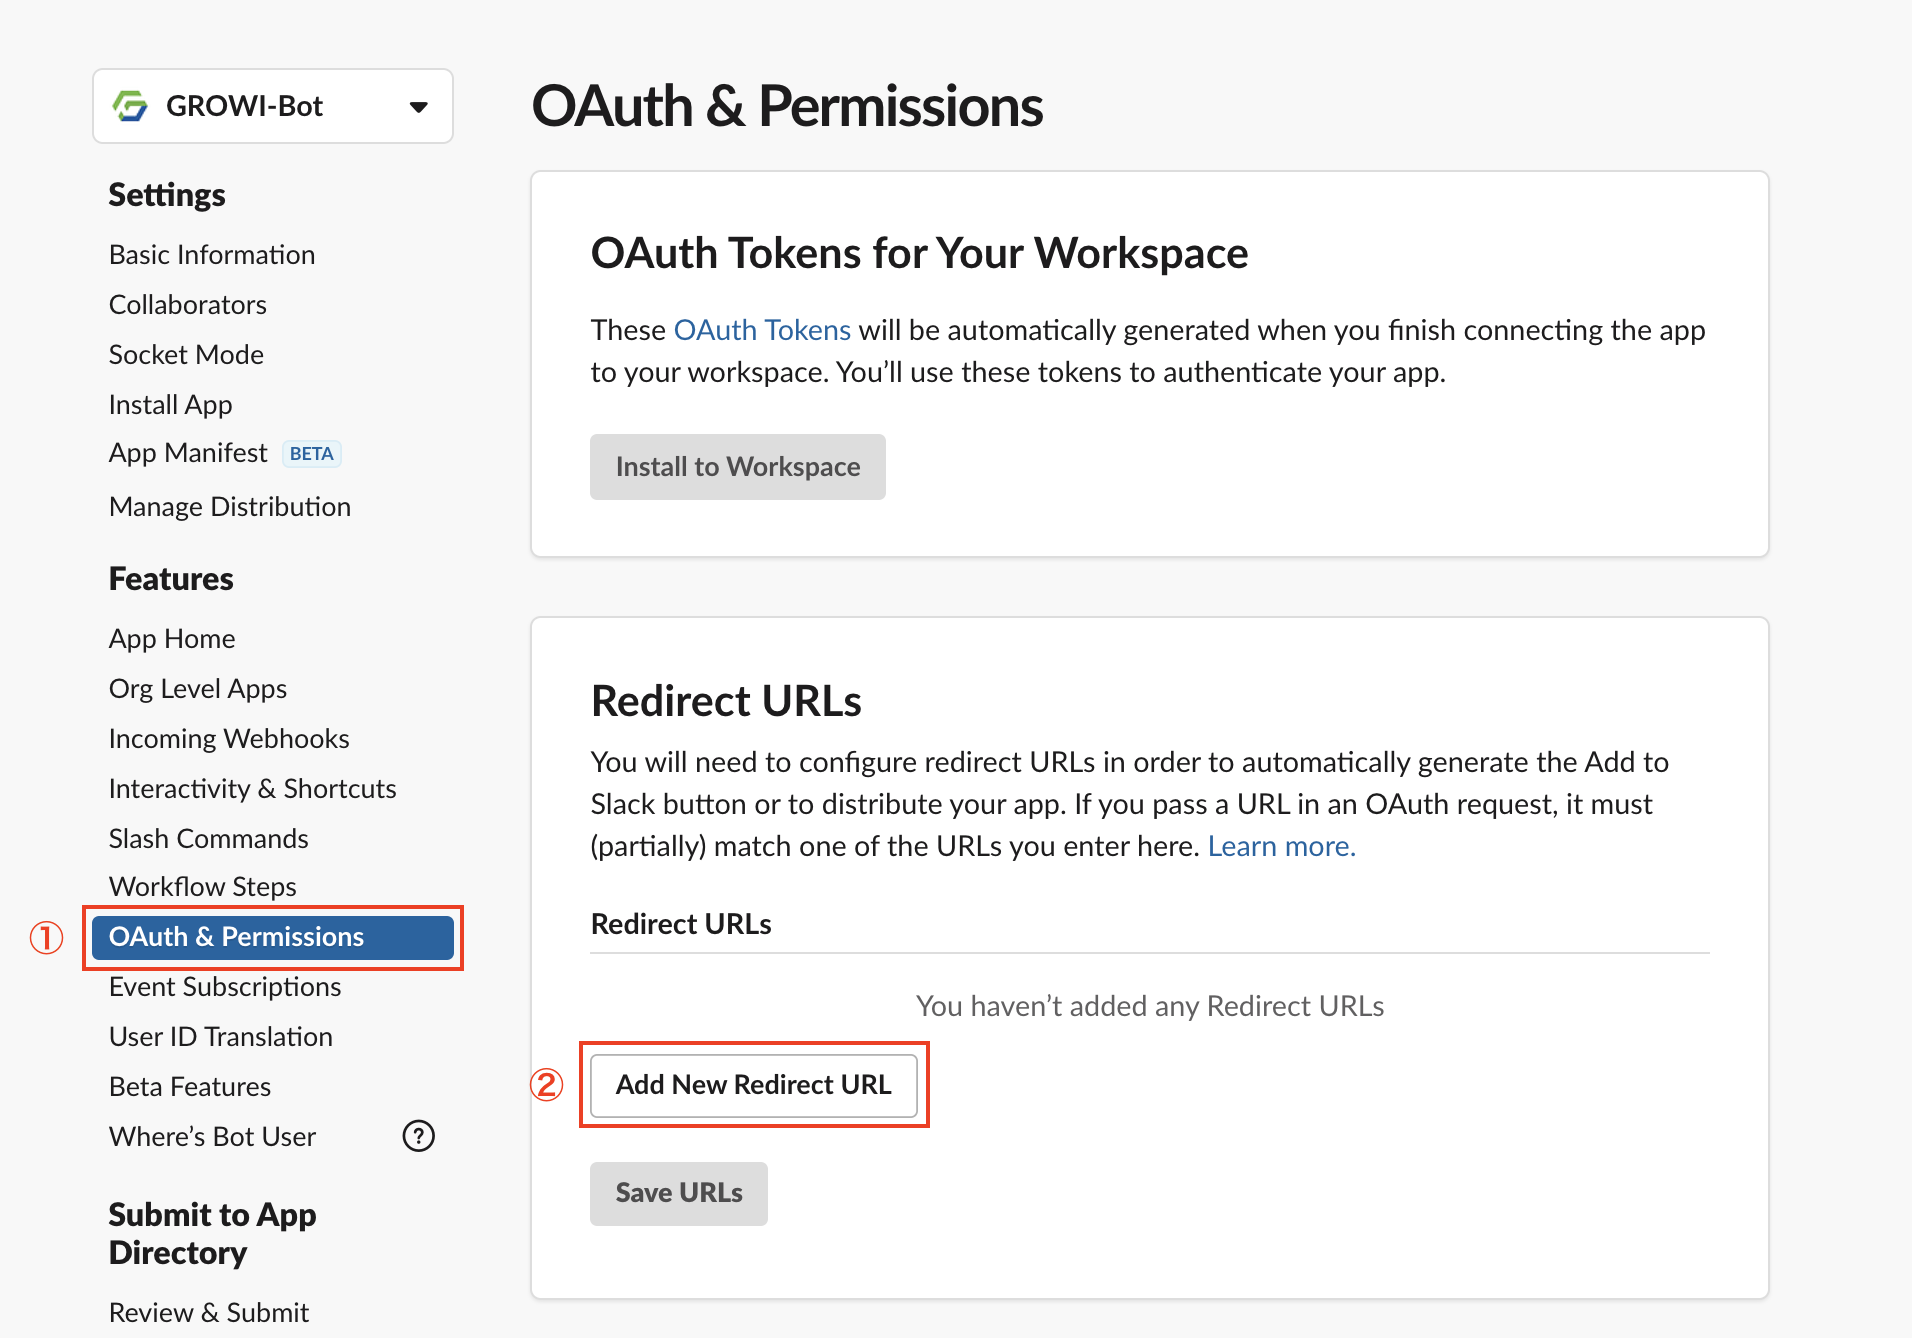 GROWI-Bot
Settings
Basic Information
Collaborators
Socket Mode
Install App
App Manifest BETA
Manage Distribution
Features
App Home
Org Level Apps
Incoming Webhooks
Interactivity & Shortcuts
Slash Commands
Workflow Steps
① OAuth & Permissions
Event Subscriptions
User ID Translation
Beta Features
Where’s Bot User ?
Submit to App
Directory
Review & Submit
OAuth & Permissions
OAuth Tokens for Your Workspace
These OAuth Tokens will be automatically generated when you finish connecting the app
to your workspace. You’ll use these tokens to authenticate your app.
Install to Workspace
Redirect URLs
You will need to configure redirect URLs in order to automatically generate the Add to
Slack button or to distribute your app. If you pass a URL in an OAuth request, it must
(partially) match one of the URLs you enter here. Learn more.
Redirect URLs
You haven’t added any Redirect URLs
② Add New Redirect URL
Save URLs